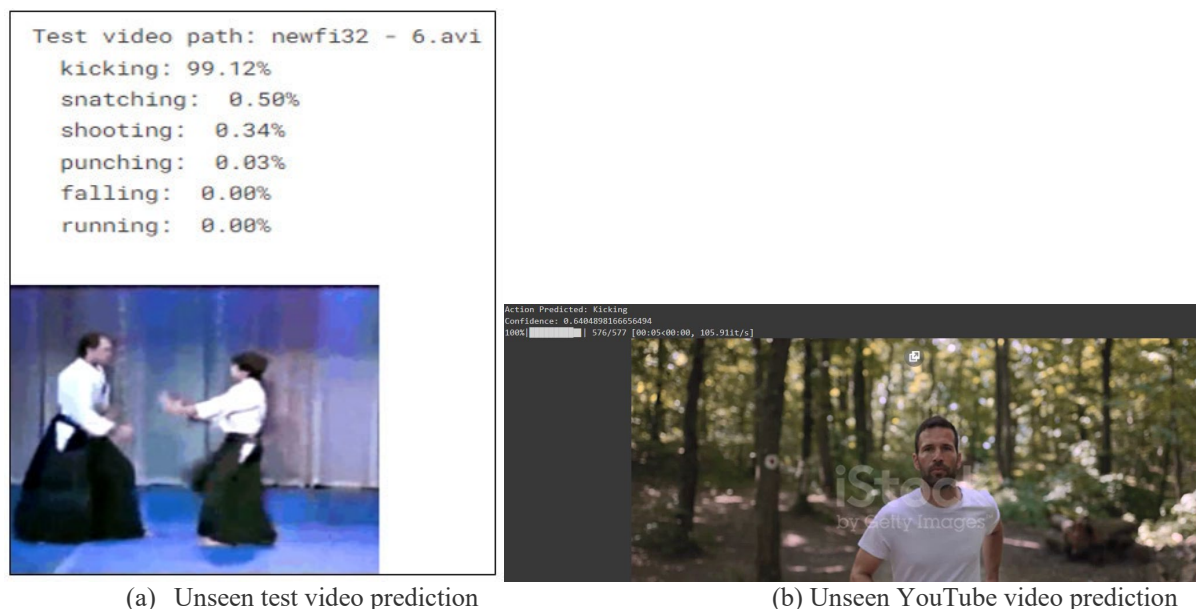 Test video path: newfi32 - 6.avi
kicking: 99.12%
snatching: 0.50%
shooting: 0.34%
punching: 0.03%
falling: 0.00%
running: 0.00%
Action Predicted: Kicking
Confidence: 0.6404898166656494
100%| | 576/577 [00:05<00:00, 105.91it/s]
iStock
by Getty Images
(a) Unseen test video prediction
(b) Unseen YouTube video prediction